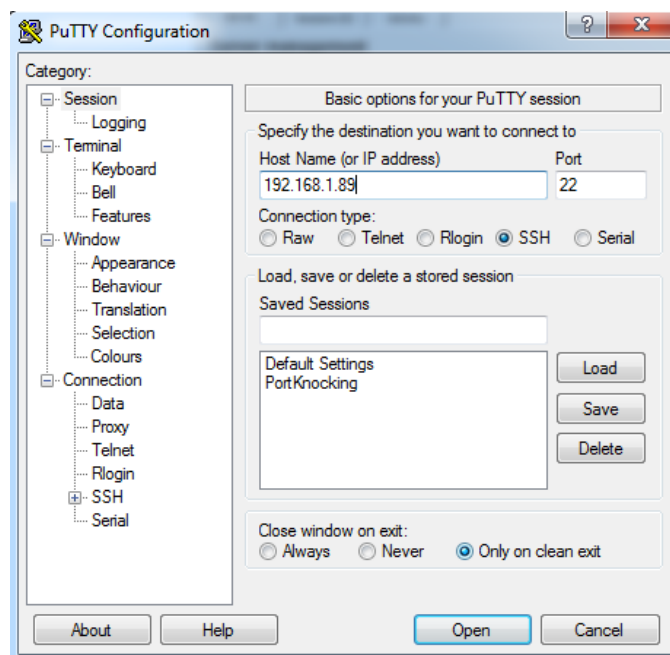 PuTTY Configuration
Category:
Session
Logging
Terminal
Keyboard
Bell
Features
Window
Appearance
Behaviour
Translation
Selection
Colours
Connection
Data
Proxy
Telnet
Rlogin
SSH
Serial
Basic options for your PuTTY session
Specify the destination you want to connect to
Host Name (or IP address) Port
192.168.1.89 22
Connection type:
Raw Telnet Rlogin SSH Serial
Load, save or delete a stored session
Saved Sessions
Default Settings
PortKnocking
Load
Save
Delete
Close window on exit:
Always Never Only on clean exit
About Help Open Cancel